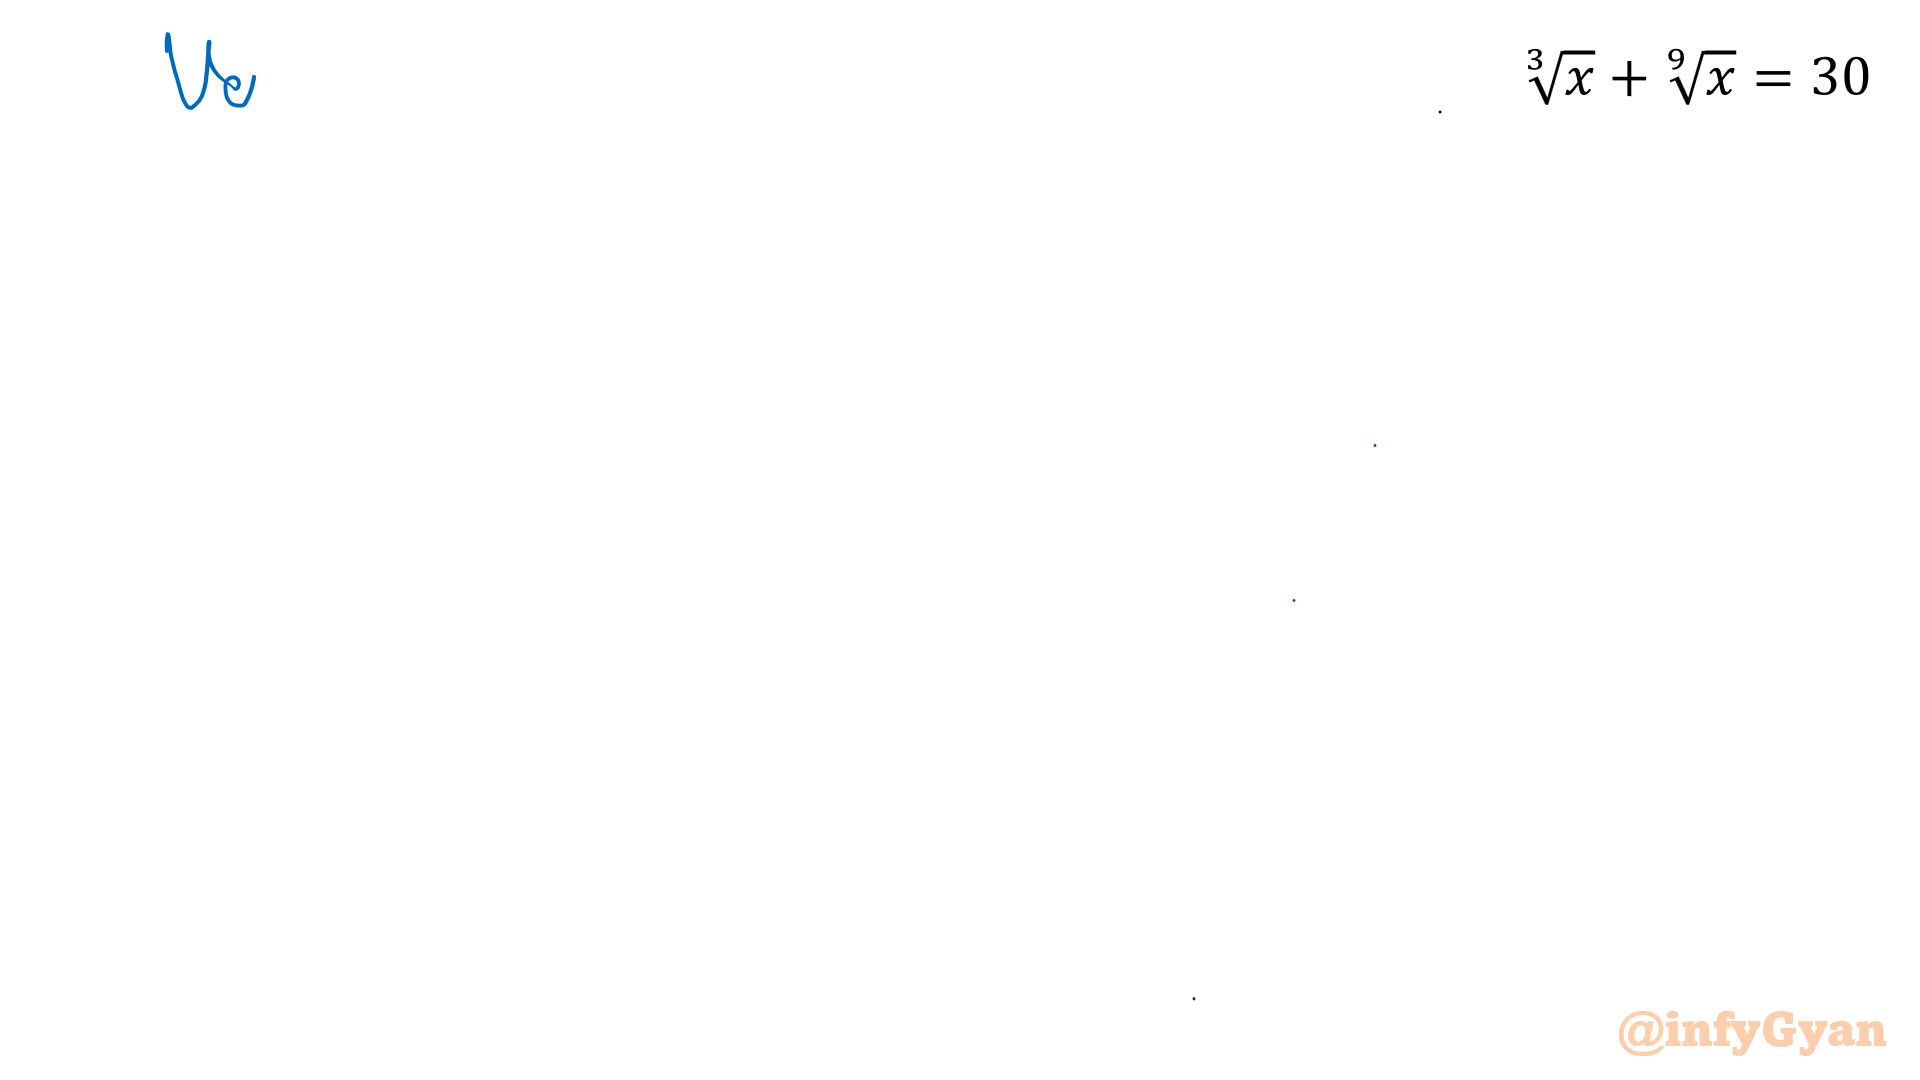 ∛x + ⁹√x = 30
@infyGyan